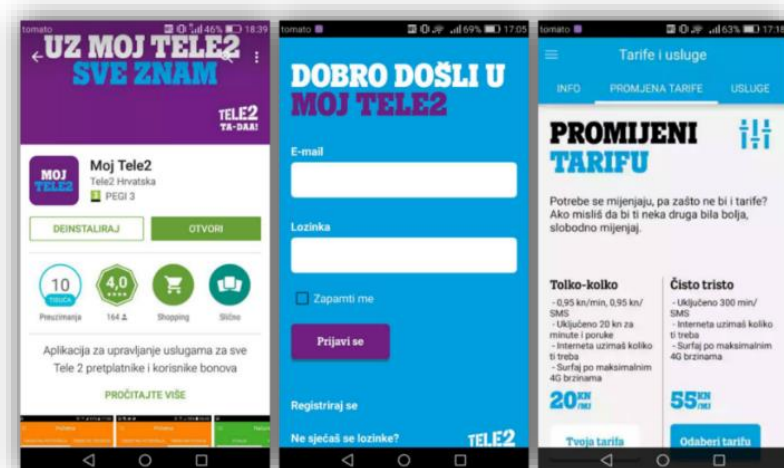 tomato 46% 18:39
UZ MOJ TELE2
SVE ZNAM
TELE2
TA-DAA!
MOJ
TELE2
Moj Tele2
Tele2 Hrvatska
PEGI 3
DEINSTALIRAJ
OTVORI
10
TISUĆA
4,0
Preuzimanja
164
Shopping
Slično
Aplikacija za upravljanje uslugama za sve
Tele 2 pretplatnike i korisnike bonova
PROČITAJTE VIŠE
tomato 69% 17:05
DOBRO DOŠLI U
MOJ TELE2
E-mail
Lozinka
Zapamti me
Prijavi se
Registriraj se
Ne sjećaš se lozinke?
TELE2
tomato 63% 17:18
Tarife i usluge
INFO PROMJENA TARIFE USLUGE
PROMIJENI
TARIFU
Potrebe se mijenjaju, pa zašto ne bi i tarife?
Ako misliš da bi ti neka druga bila bolja,
slobodno mijenjaj.
Tolko-kolko
- 0,95 kn/min, 0,95 kn/
SMS
- Uključeno 20 kn za
minute i poruke
- Interneta uzimaš koliko
ti treba
- Surfaj po maksimalnim
4G brzinama
20 KN
/MJ
Tvoja tarifa
Čisto tristo
- Uključeno 300 min/
SMS
- Interneta uzimaš koliko
ti treba
- Surfaj po maksimalnim
4G brzinama
55 KN
/MJ
Odaberi tarifu